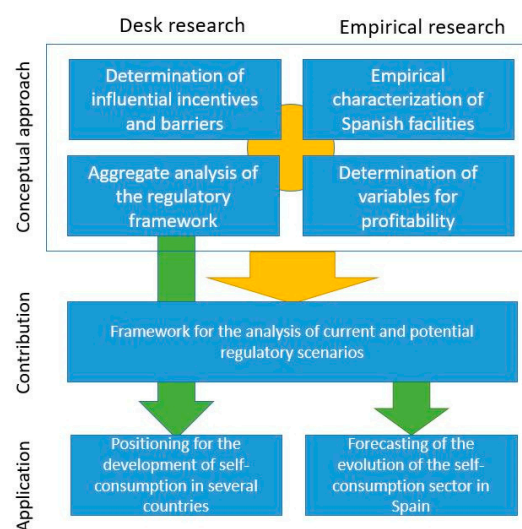 Desk research
Empirical research
Conceptual approach
Determination of
influential incentives
and barriers
Empirical
characterization of
Spanish facilities
Aggregate analysis of
the regulatory
framework
Determination of
variables for
profitability
Contribution
Framework for the analysis of current and potential
regulatory scenarios
Application
Positioning for the
development of self-
consumption in several
countries
Forecasting of the
evolution of the self-
consumption sector in
Spain